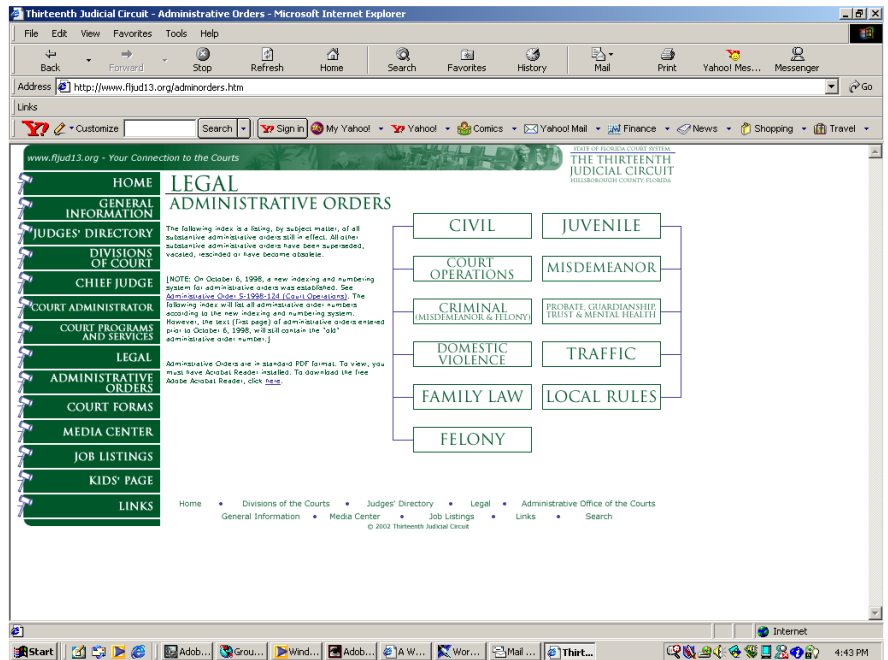 Thirteenth Judicial Circuit - Administrative Orders - Microsoft Internet Explorer
File Edit View Favorites Tools Help
Back Forward Stop Refresh Home Search Favorites History Mail Print Yahoo! Mes... Messenger
Address http://www.fljud13.org/adminorders.htm Go
Links
Customize Search Sign in My Yahoo! Yahoo! Comics Yahoo! Mail Finance News Shopping Travel
www.fljud13.org - Your Connection to the Courts
STATE OF FLORIDA COURT SYSTEM
THE THIRTEENTH
JUDICIAL CIRCUIT
HILLSBOROUGH COUNTY, FLORIDA
HOME
GENERAL
INFORMATION
JUDGES' DIRECTORY
DIVISIONS
OF COURT
CHIEF JUDGE
COURT ADMINISTRATOR
COURT PROGRAMS
AND SERVICES
LEGAL
ADMINISTRATIVE
ORDERS
COURT FORMS
MEDIA CENTER
JOB LISTINGS
KIDS' PAGE
LINKS
LEGAL
ADMINISTRATIVE ORDERS
The following index is a listing, by subject matter, of all
substantive administrative orders still in effect. All other
substantive administrative orders have been superseded,
vacated, rescinded or have become obsolete.
[NOTE: On October 6, 1998, a new indexing and numbering
system for administrative orders was established. See
Administrative Order S-1998-124 (Court Operations). The
following index will list all administrative order numbers
according to the new indexing and numbering system.
However, the text (first page) of administrative orders entered
prior to October 6, 1998, will still contain the "old"
administrative order number.]
Administrative Orders are in standard PDF format. To view, you
must have Acrobat Reader installed. To download the free
Adobe Acrobat Reader, click here.
CIVIL
COURT
OPERATIONS
CRIMINAL
(MISDEMEANOR & FELONY)
DOMESTIC
VIOLENCE
FAMILY LAW
FELONY
JUVENILE
MISDEMEANOR
PROBATE, GUARDIANSHIP,
TRUST & MENTAL HEALTH
TRAFFIC
LOCAL RULES
Home • Divisions of the Courts • Judges' Directory • Legal • Administrative Office of the Courts
General Information • Media Center • Job Listings • Links • Search
© 2002 Thirteenth Judicial Circuit
Internet
Start Adob... Grou... Wind... Adob... A W... Wor... Mail ... Thirt... 4:43 PM